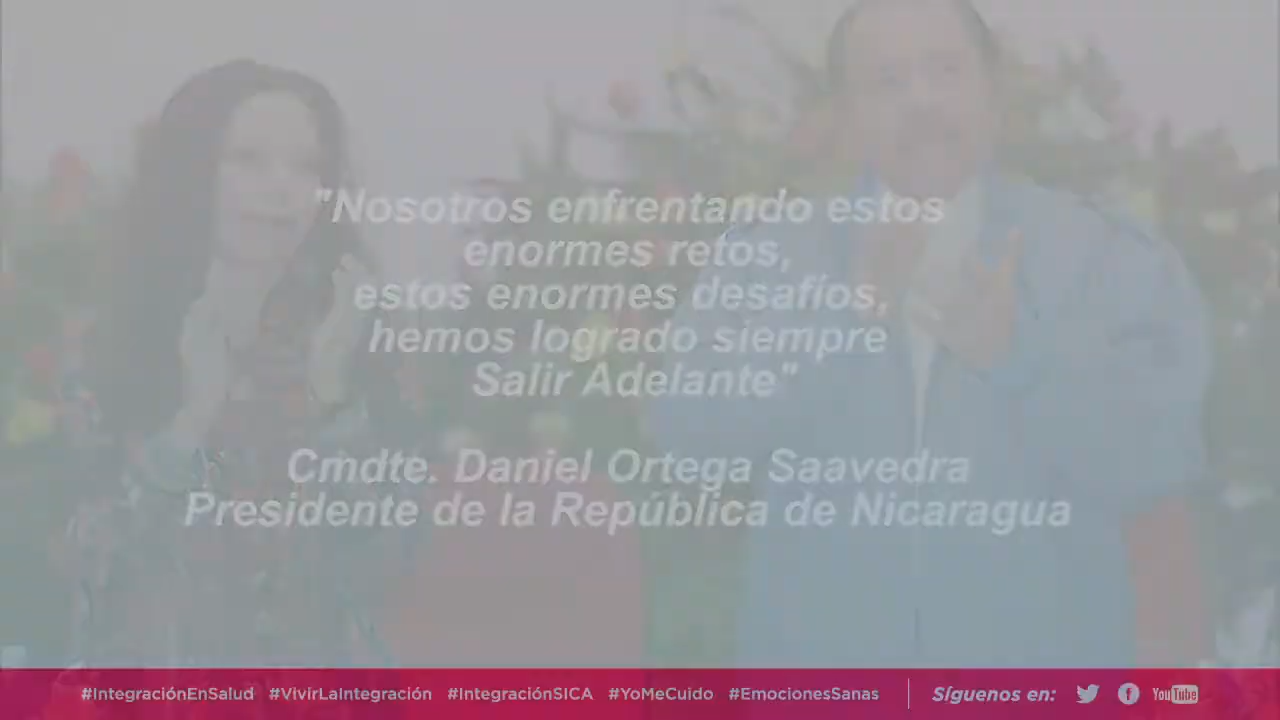 "Nosotros enfrentando estos
enormes retos,
estos enormes desafíos,
hemos logrado siempre
Salir Adelante"
Cmdte. Daniel Ortega Saavedra
Presidente de la República de Nicaragua
#IntegraciónEnSalud #VivirLaIntegración #IntegraciónSICA #YoMeCuido #EmocionesSanas Síguenos en: YouTube